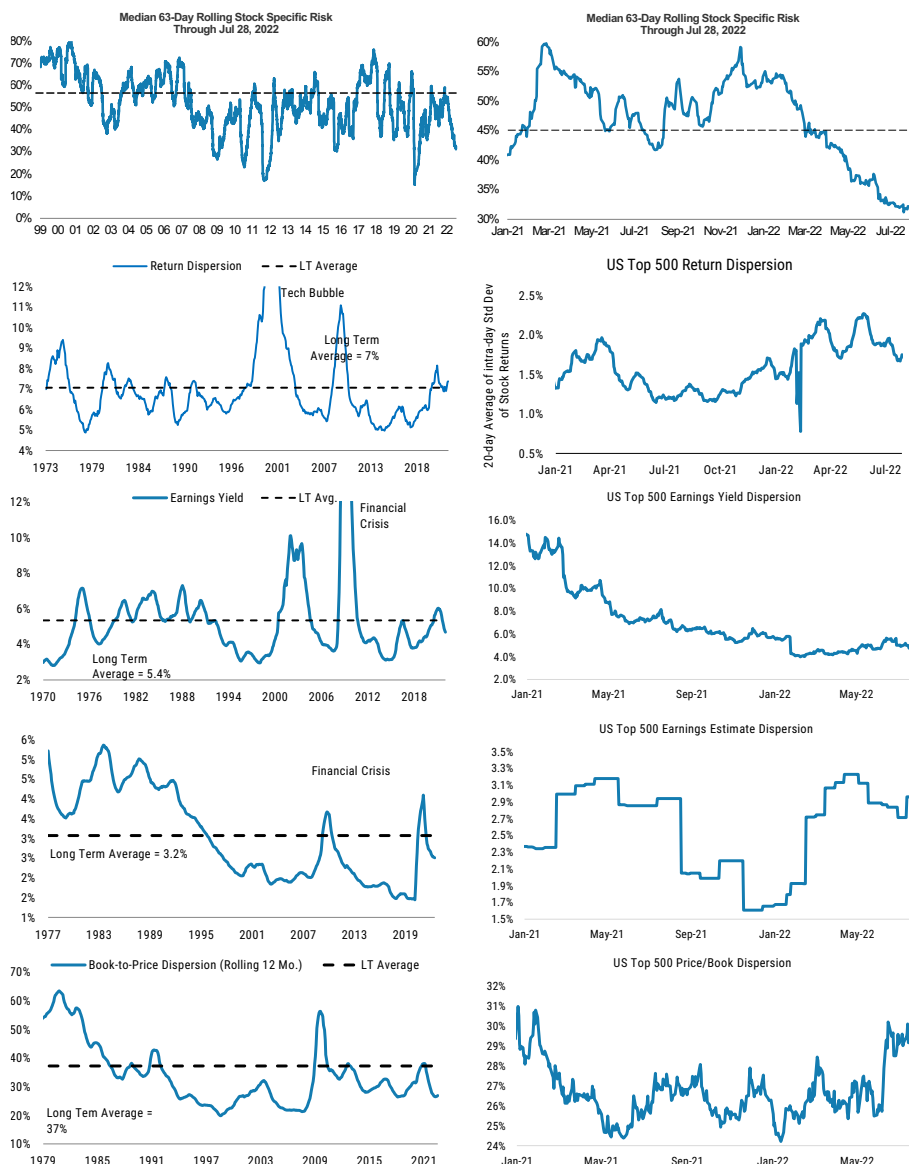 Median 63-Day Rolling Stock Specific Risk
Through Jul 28, 2022
80%
70%
60%
50%
40%
30%
20%
10%
0%
99 00 01 02 03 04 05 06 07 08 09 10 11 12 13 14 15 16 17 18 19 20 21 22
Median 63-Day Rolling Stock Specific Risk
Through Jul 28, 2022
60%
55%
50%
45%
40%
35%
30%
Jan-21 Mar-21 May-21 Jul-21 Sep-21 Nov-21 Jan-22 Mar-22 May-22 Jul-22
Return Dispersion LT Average
12%
11%
10%
9%
8%
7%
6%
5%
4%
Tech Bubble
Long Term
Average = 7%
1973 1979 1984 1990 1996 2001 2007 2013 2018
US Top 500 Return Dispersion
20-day Average of intra-day Std Dev
of Stock Returns
2.5%
2.0%
1.5%
1.0%
0.5%
Jan-21 Apr-21 Jul-21 Oct-21 Jan-22 Apr-22 Jul-22
Earnings Yield LT Avg.
12%
10%
8%
6%
4%
2%
Financial
Crisis
Long Term
Average = 5.4%
1970 1976 1982 1988 1994 2000 2006 2012 2018
US Top 500 Earnings Yield Dispersion
16.0%
14.0%
12.0%
10.0%
8.0%
6.0%
4.0%
2.0%
Jan-21 May-21 Sep-21 Jan-22 May-22
6%
5%
5%
4%
4%
3%
3%
2%
2%
1%
Financial Crisis
Long Term Average = 3.2%
1977 1983 1989 1995 2001 2007 2013 2019
US Top 500 Earnings Estimate Dispersion
3.5%
3.3%
3.1%
2.9%
2.7%
2.5%
2.3%
2.1%
1.9%
1.7%
1.5%
Jan-21 May-21 Sep-21 Jan-22 May-22
Book-to-Price Dispersion (Rolling 12 Mo.) LT Average
70%
60%
50%
40%
30%
20%
10%
Long Tem Average =
37%
1979 1985 1991 1997 2003 2009 2015 2021
US Top 500 Price/Book Dispersion
32%
31%
30%
29%
28%
27%
26%
25%
24%
Jan-21 May-21 Sep-21 Jan-22 May-22